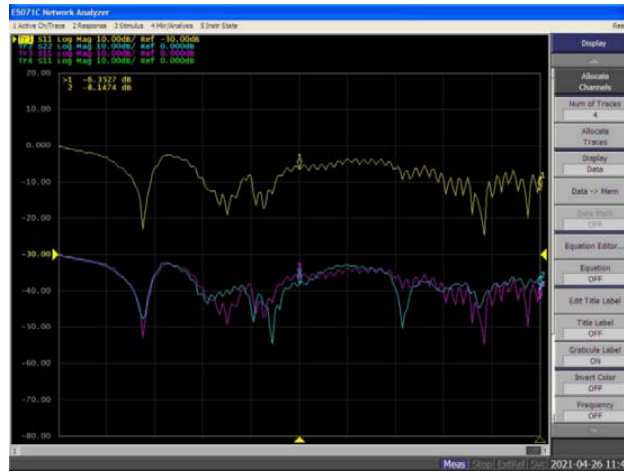 E5071C Network Analyzer
1 Active Ch/Trace 2 Response 3 Stimulus 4 Mkr/Analysis 5 Instr State
Tr1 S11 Log Mag 10.00dB/ Ref -30.00dB
Tr2 S22 Log Mag 10.00dB/ Ref 0.000dB
Tr3 S11 Log Mag 10.00dB/ Ref 0.000dB
Tr4 S11 Log Mag 10.00dB/ Ref 0.000dB
20.00
>1 -6.3527 dB
2 -8.1474 dB
10.00
0.000
-10.00
-20.00
-30.00
-40.00
-50.00
-60.00
-70.00
-80.00
Display
Allocate
Channels
Num of Traces
4
Allocate
Traces
Display
Data
Data -> Mem
Data Math
OFF
Equation Editor...
Equation
OFF
Edit Title Label
Title Label
OFF
Graticule Label
ON
Invert Color
OFF
Frequency
OFF
1
Meas Stop ExtRef Svc 2021-04-26 11:4